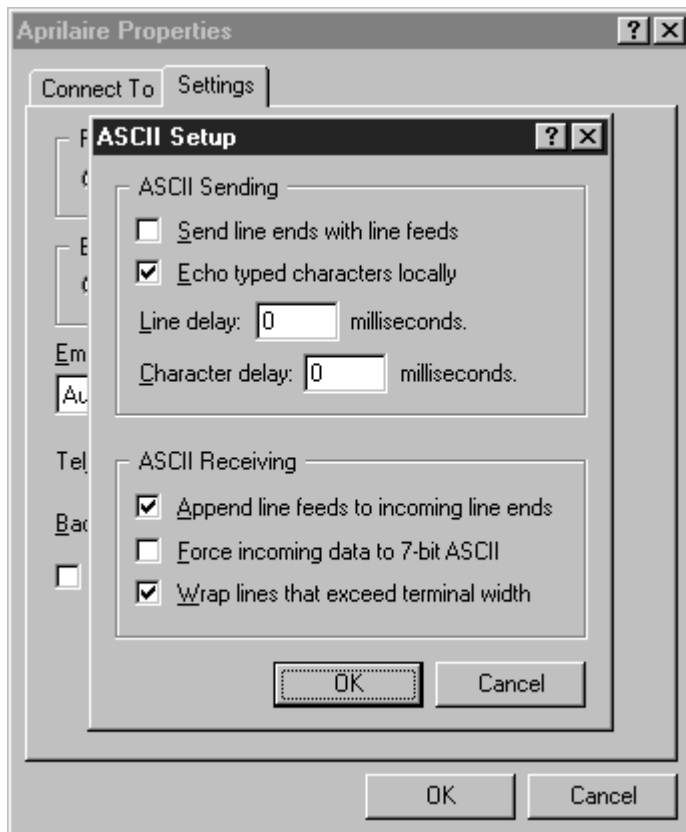 Aprilaire Properties
Connect To Settings
ASCII Setup
ASCII Sending
Send line ends with line feeds
Echo typed characters locally
Line delay: 0 milliseconds.
Character delay: 0 milliseconds.
ASCII Receiving
Append line feeds to incoming line ends
Force incoming data to 7-bit ASCII
Wrap lines that exceed terminal width
OK Cancel
OK Cancel